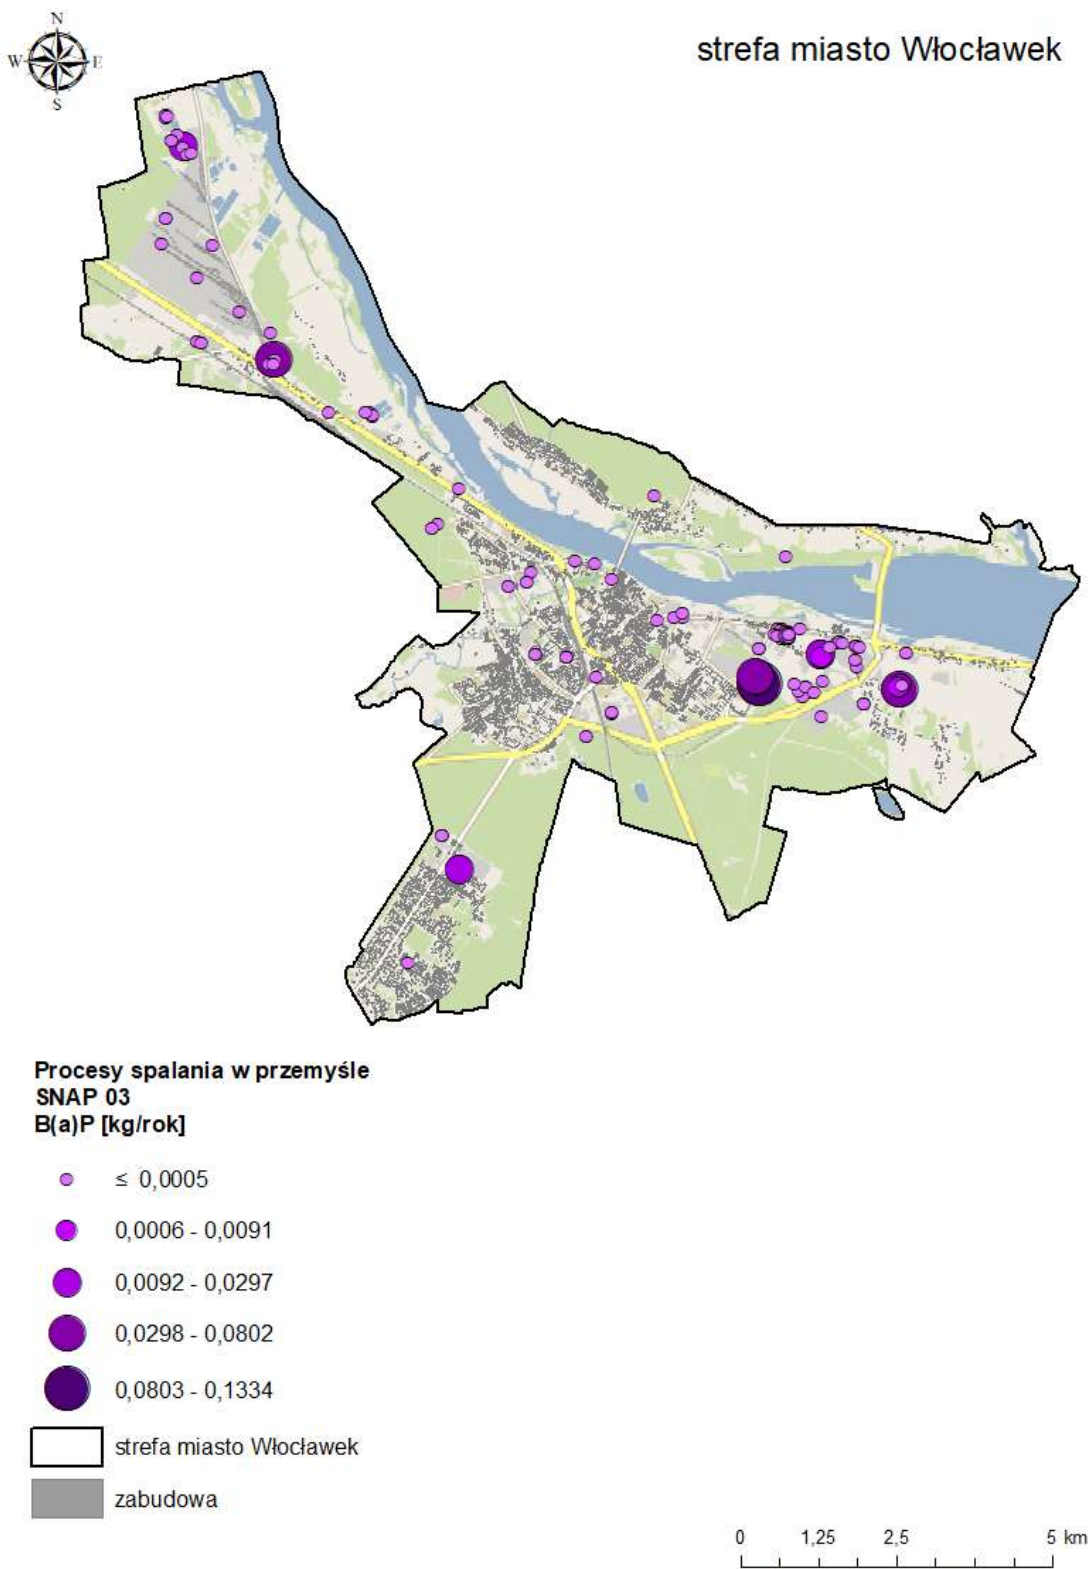 N
W E
S
strefa miasto Włocławek
Procesy spalania w przemyśle
SNAP 03
B(a)P [kg/rok]
≤ 0,0005
0,0006 - 0,0091
0,0092 - 0,0297
0,0298 - 0,0802
0,0803 - 0,1334
strefa miasto Włocławek
zabudowa
0 1,25 2,5 5 km